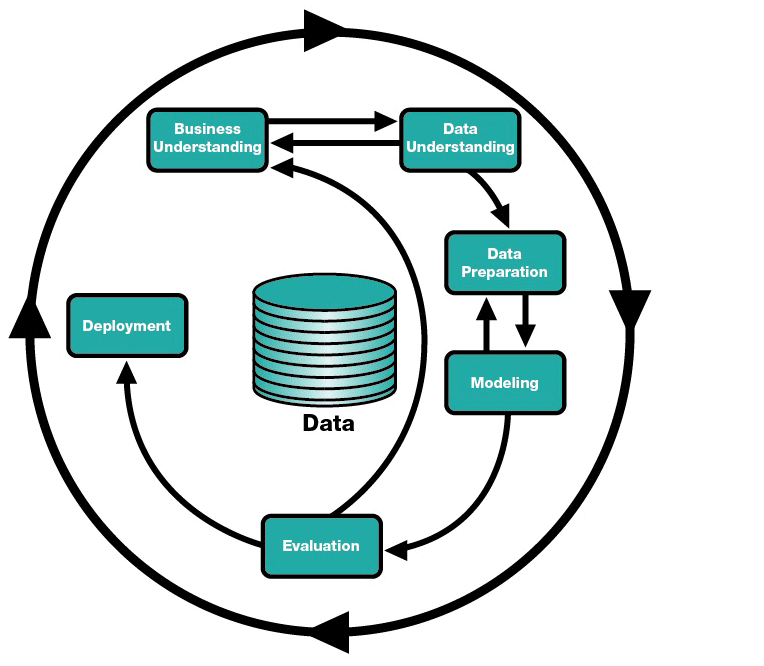 Business
Understanding
Data
Understanding
Data
Preparation
Deployment
Modeling
Data
Evaluation